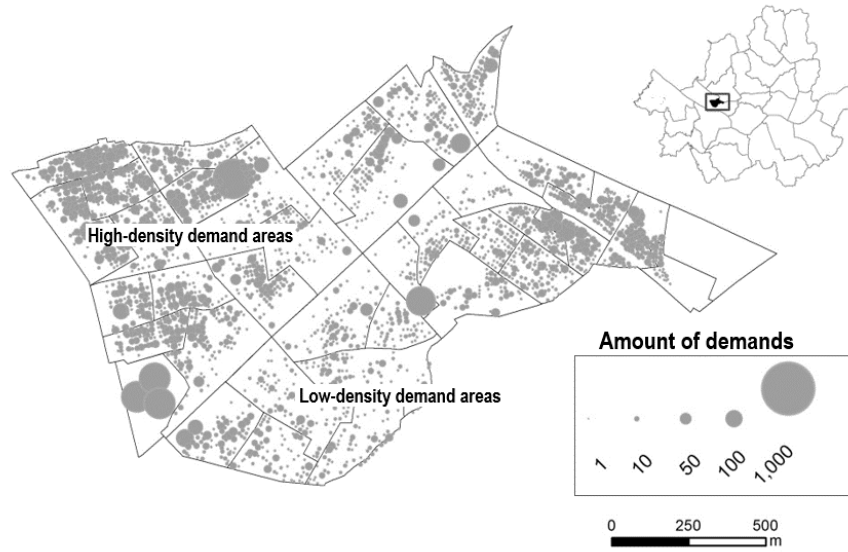 High-density demand areas
Low-density demand areas
Amount of demands
1
10
50
100
1,000
0 250 500
m